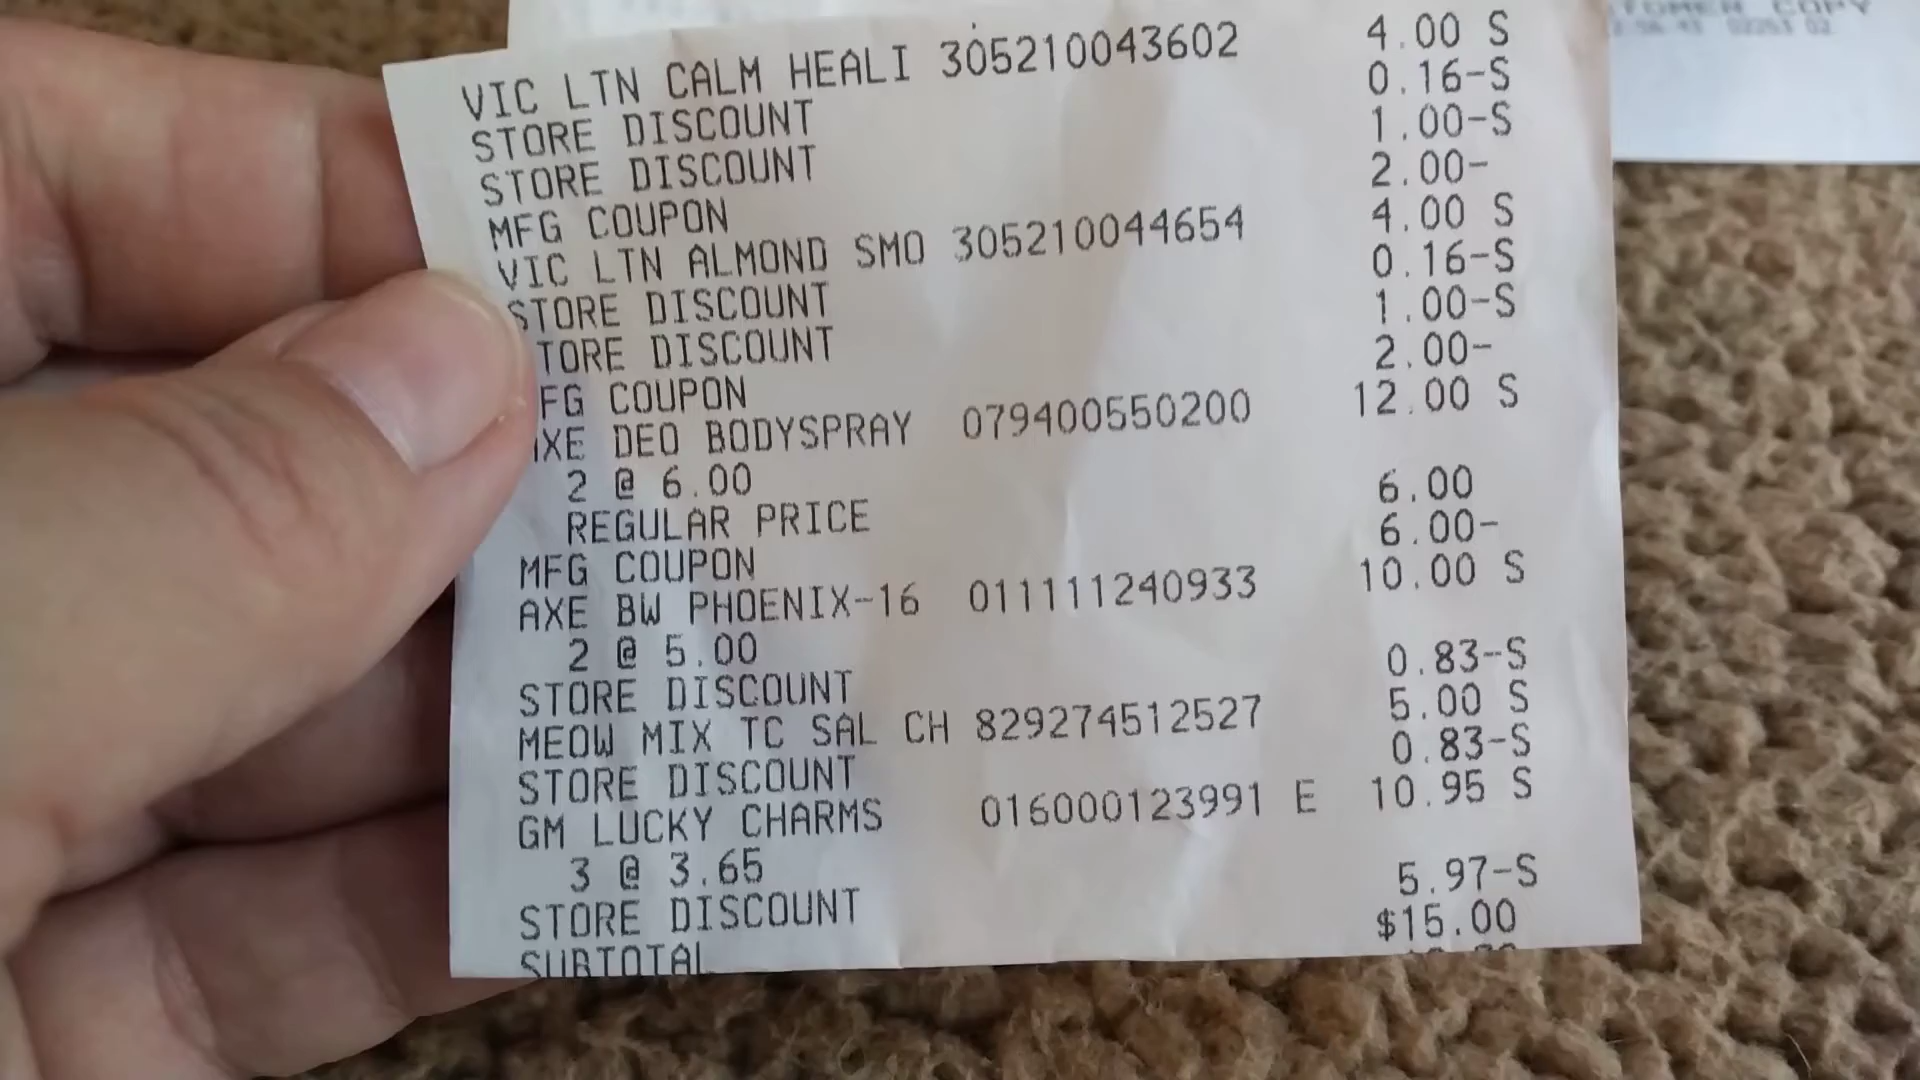 TOMER COPY
VIC LTN CALM HEALI 305210043602 4.00 S
STORE DISCOUNT 0.16-S
STORE DISCOUNT 1.00-S
MFG COUPON 2.00-
VIC LTN ALMOND SMO 305210044654 4.00 S
STORE DISCOUNT 0.16-S
TORE DISCOUNT 1.00-S
FG COUPON 2.00-
AXE DEO BODYSPRAY 079400550200 12.00 S
2 @ 6.00
REGULAR PRICE 6.00
MFG COUPON 6.00-
AXE BW PHOENIX-16 011111240933 10.00 S
2 @ 5.00
STORE DISCOUNT 0.83-S
MEOW MIX TC SAL CH 829274512527 5.00 S
STORE DISCOUNT 0.83-S
GM LUCKY CHARMS 016000123991 E 10.95 S
3 @ 3.65
STORE DISCOUNT 5.97-S
SUBTOTAL $15.00